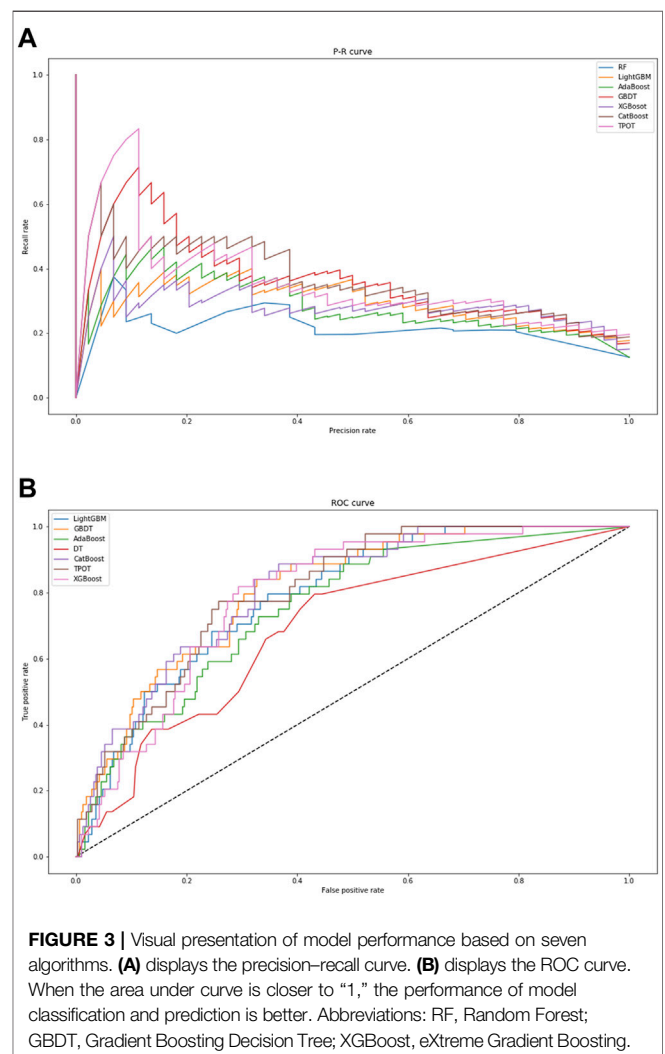 A
P-R curve
1.0
0.8
0.6
0.4
0.2
0.0
Recall rate
RF
LightGBM
AdaBoost
GBDT
XGBosot
CatBoost
TPOT
0.0 0.2 0.4 0.6 0.8 1.0
Precision rate
B
ROC curve
1.0
0.8
0.6
0.4
0.2
0.0
True positive rate
LightGBM
GBDT
AdaBoost
DT
CatBoost
TPOT
XGBoost
0.0 0.2 0.4 0.6 0.8 1.0
False positive rate
FIGURE 3 | Visual presentation of model performance based on seven
algorithms. (A) displays the precision–recall curve. (B) displays the ROC curve.
When the area under curve is closer to “1,” the performance of model
classification and prediction is better. Abbreviations: RF, Random Forest;
GBDT, Gradient Boosting Decision Tree; XGBoost, eXtreme Gradient Boosting.